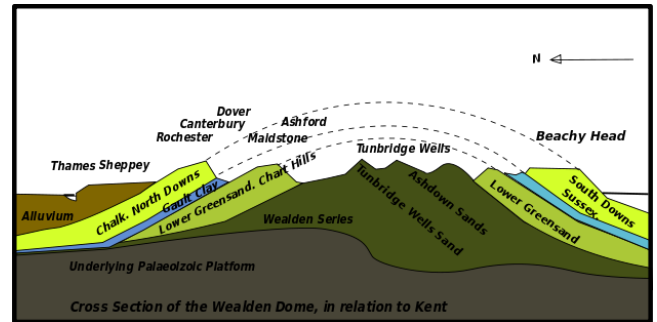 N
Dover
Canterbury
Ashford
Rochester
Maidstone
Beachy Head
Tunbridge Wells
Thames Sheppey
Chalk, North Downs
Gault Clay
Lower Greensand, Chart Hills
South Downs
Sussex
Alluvium
Wealden Series
Tunbridge Wells Sand
Ashdown Sands
Lower Greensand
Underlying Palaeolzoic Platform
Cross Section of the Wealden Dome, in relation to Kent